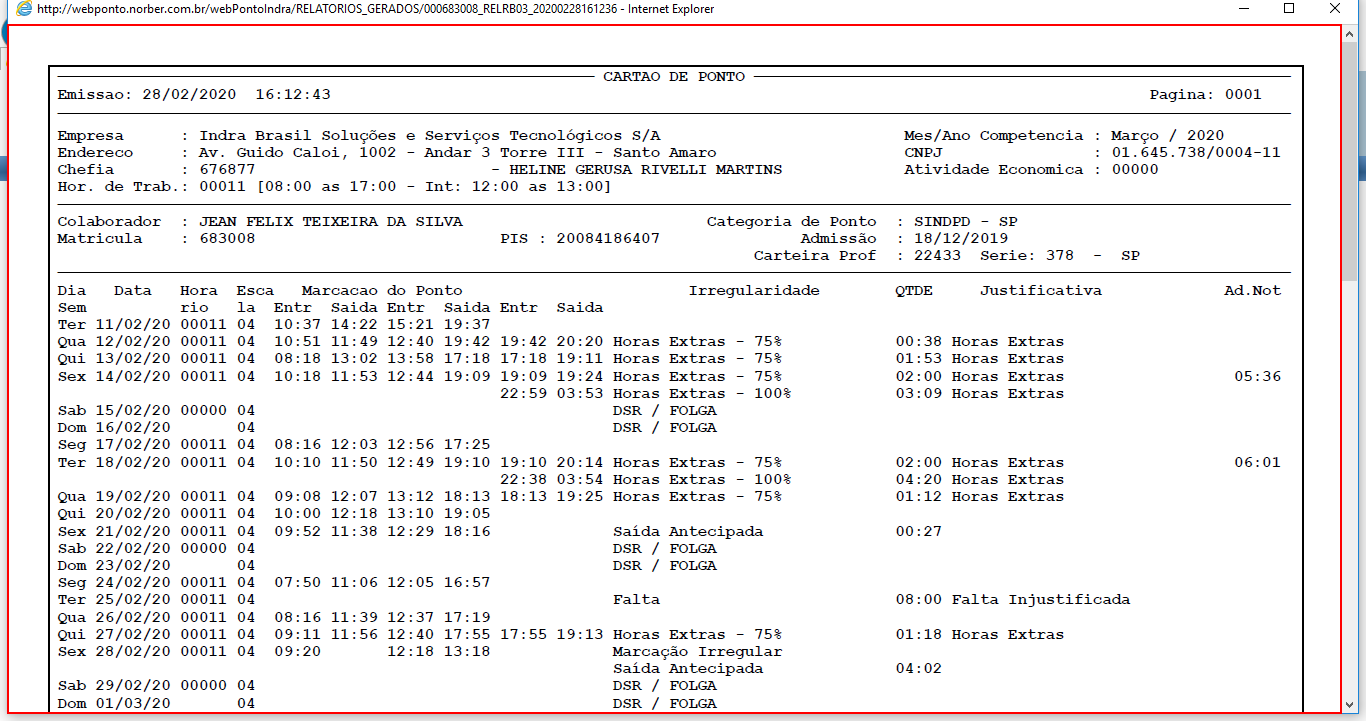 http://webponto.norber.com.br/webPontoIndra/RELATORIOS_GERADOS/000683008_RELRB03_20200228161236 - Internet Explorer
CARTAO DE PONTO
Emissao: 28/02/2020 16:12:43 Pagina: 0001
Empresa : Indra Brasil Soluções e Serviços Tecnológicos S/A Mes/Ano Competencia : Março / 2020
Endereco : Av. Guido Caloi, 1002 - Andar 3 Torre III - Santo Amaro CNPJ : 01.645.738/0004-11
Chefia : 676877 - HELINE GERUSA RIVELLI MARTINS Atividade Economica : 00000
Hor. de Trab.: 00011 [08:00 as 17:00 - Int: 12:00 as 13:00]
Colaborador : JEAN FELIX TEIXEIRA DA SILVA Categoria de Ponto : SINDPD - SP
Matricula : 683008 PIS : 20084186407 Admissão : 18/12/2019
Carteira Prof : 22433 Serie: 378 - SP
Dia Data Hora Esca Marcacao do Ponto Irregularidade QTDE Justificativa Ad.Not
Sem rio la Entr Saida Entr Saida Entr Saida
Ter 11/02/20 00011 04 10:37 14:22 15:21 19:37
Qua 12/02/20 00011 04 10:51 11:49 12:40 19:42 19:42 20:20 Horas Extras - 75% 00:38 Horas Extras
Qui 13/02/20 00011 04 08:18 13:02 13:58 17:18 17:18 19:11 Horas Extras - 75% 01:53 Horas Extras
Sex 14/02/20 00011 04 10:18 11:53 12:44 19:09 19:09 19:24 Horas Extras - 75% 02:00 Horas Extras 05:36
22:59 03:53 Horas Extras - 100% 03:09 Horas Extras
Sab 15/02/20 00000 04 DSR / FOLGA
Dom 16/02/20 04 DSR / FOLGA
Seg 17/02/20 00011 04 08:16 12:03 12:56 17:25
Ter 18/02/20 00011 04 10:10 11:50 12:49 19:10 19:10 20:14 Horas Extras - 75% 02:00 Horas Extras 06:01
22:38 03:54 Horas Extras - 100% 04:20 Horas Extras
Qua 19/02/20 00011 04 09:08 12:07 13:12 18:13 18:13 19:25 Horas Extras - 75% 01:12 Horas Extras
Qui 20/02/20 00011 04 10:00 12:18 13:10 19:05
Sex 21/02/20 00011 04 09:52 11:38 12:29 18:16 Saída Antecipada 00:27
Sab 22/02/20 00000 04 DSR / FOLGA
Dom 23/02/20 04 DSR / FOLGA
Seg 24/02/20 00011 04 07:50 11:06 12:05 16:57
Ter 25/02/20 00011 04 Falta 08:00 Falta Injustificada
Qua 26/02/20 00011 04 08:16 11:39 12:37 17:19
Qui 27/02/20 00011 04 09:11 11:56 12:40 17:55 17:55 19:13 Horas Extras - 75% 01:18 Horas Extras
Sex 28/02/20 00011 04 09:20 12:18 13:18 Marcação Irregular
Saída Antecipada 04:02
Sab 29/02/20 00000 04 DSR / FOLGA
Dom 01/03/20 04 DSR / FOLGA